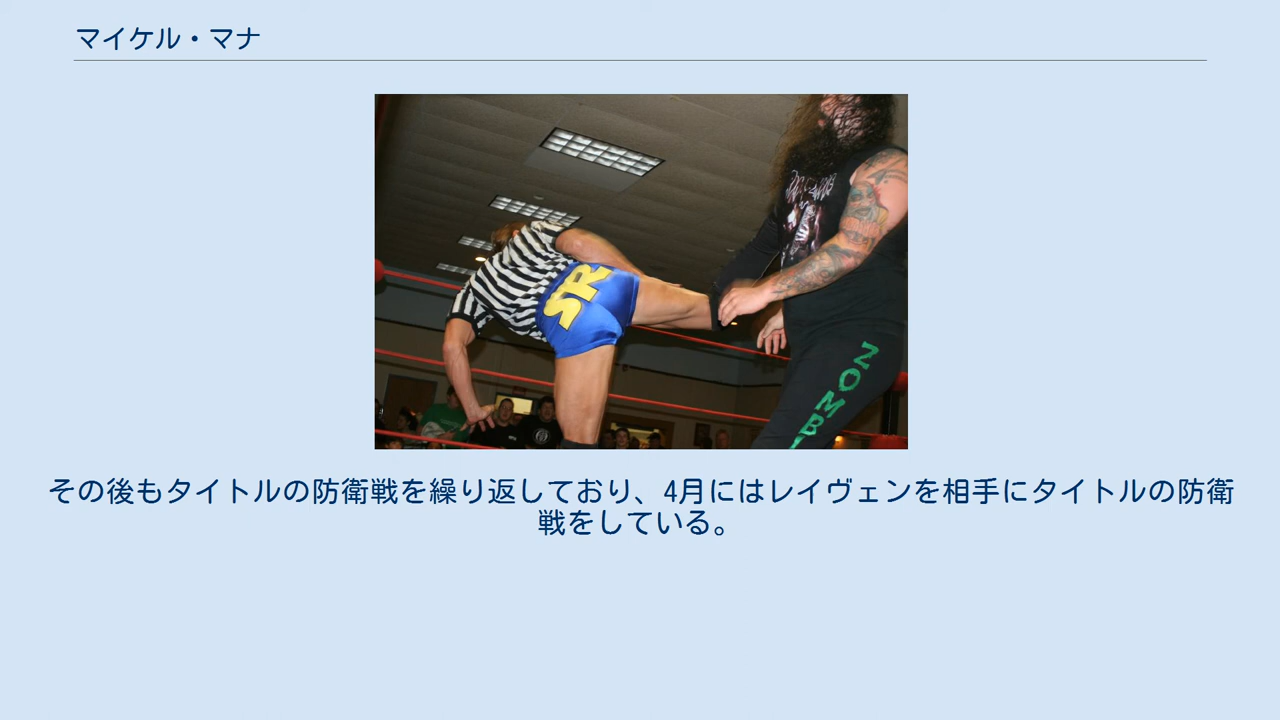 マイケル・マナ
SR
ZOMBI
その後もタイトルの防衛戦を繰り返しており、4月にはレイヴェンを相手にタイトルの防衛
戦をしている。